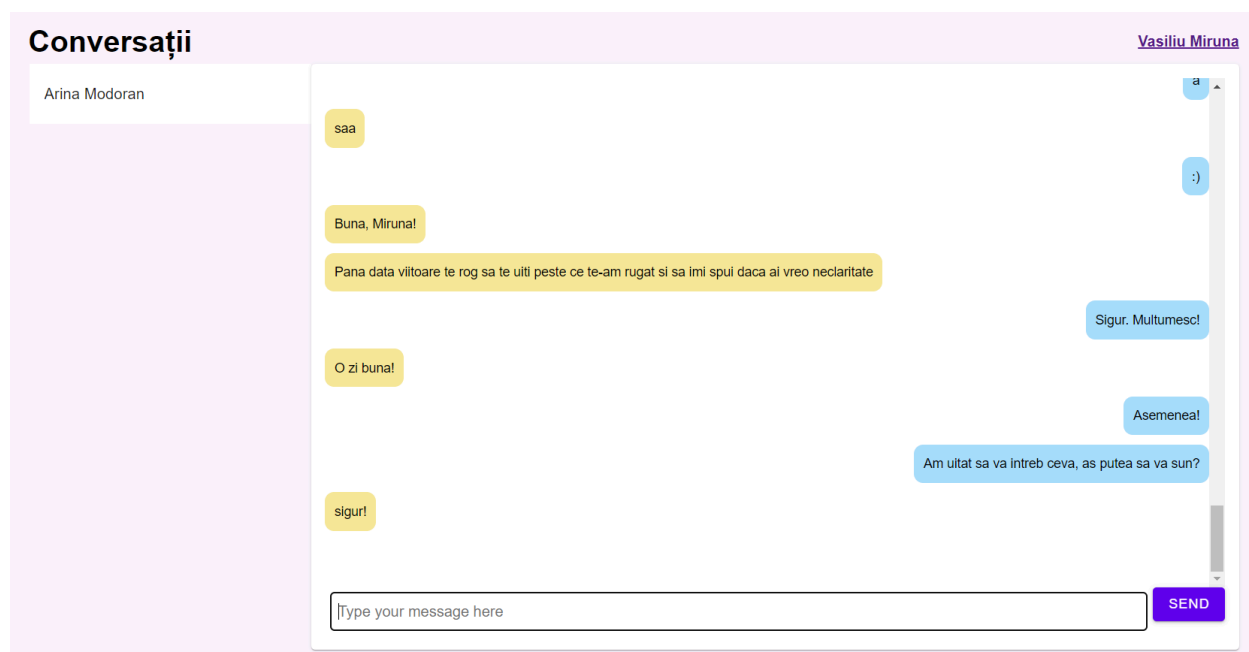 Conversații
Vasiliu Miruna
Arina Modoran
a
saa
:)
Buna, Miruna!
Pana data viitoare te rog sa te uiti peste ce te-am rugat si sa imi spui daca ai vreo neclaritate
Sigur. Multumesc!
O zi buna!
Asemenea!
Am uitat sa va intreb ceva, as putea sa va sun?
sigur!
Type your message here
SEND